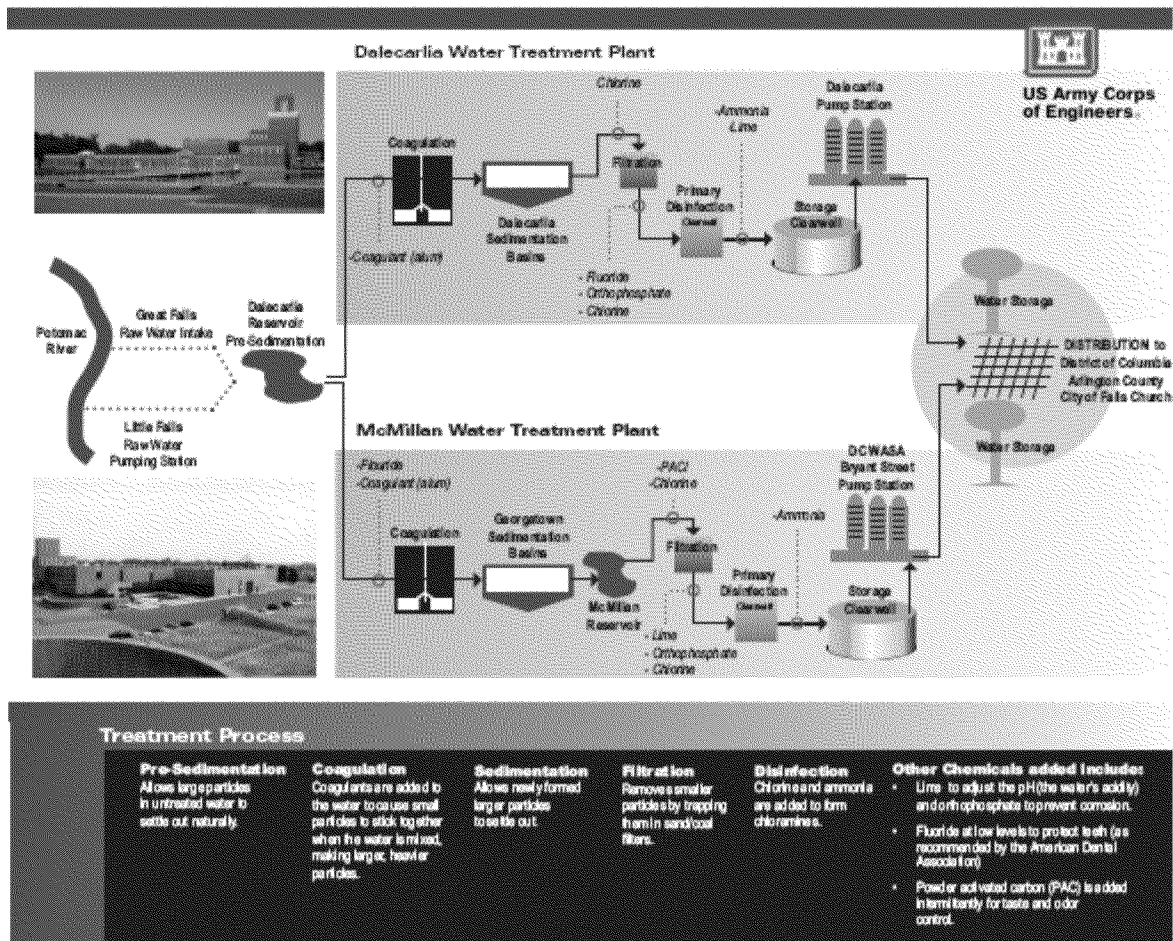 Dalecarlia Water Treatment Plant
US Army Corps
of Engineers
Chlorine
-Ammonia
Lime
Dalecarlia
Pump Station
Coagulation
Filtration
Primary
Disinfection
Clearwell
Storage
Clearwell
Dalecarlia
Sedimentation
Basins
-Coagulant (alum)
- Fluoride
- Orthophosphate
- Chlorine
Potomac
River
Great Falls
Raw Water Intake
Dalecarlia
Reservoir
Pre-Sedimentation
Little Falls
Raw Water
Pumping Station
Water Storage
DISTRIBUTION to
District of Columbia
Arlington County
City of Falls Church
Water Storage
McMillan Water Treatment Plant
-Flouride
-Coagulant (alum)
-PACl
-Chlorine
DCWASA
Bryant Street
Pump Station
-Ammonia
Coagulation
Georgetown
Sedimentation
Basins
McMillan
Reservoir
Filtration
Primary
Disinfection
Clearwell
Storage
Clearwell
- Lime
- Orthophosphate
- Chlorine
Treatment Process
Pre-Sedimentation
Allows large particles
in untreated water to
settle out naturally.
Coagulation
Coagulants are added to
the water to cause small
particles to stick together
when the water is mixed,
making larger, heavier
particles.
Sedimentation
Allows newly formed
larger particles
to settle out.
Filtration
Removes smaller
particles by trapping
them in sand/coal
filters.
Disinfection
Chlorine and ammonia
are added to form
chloramines.
Other Chemicals added Include:
• Lime to adjust the pH (the water's acidity)
and orthophosphate to prevent corrosion.
• Fluoride at low levels to protect teeth (as
recommended by the American Dental
Association)
• Powder activated carbon (PAC) is added
intermittently for taste and odor
control.